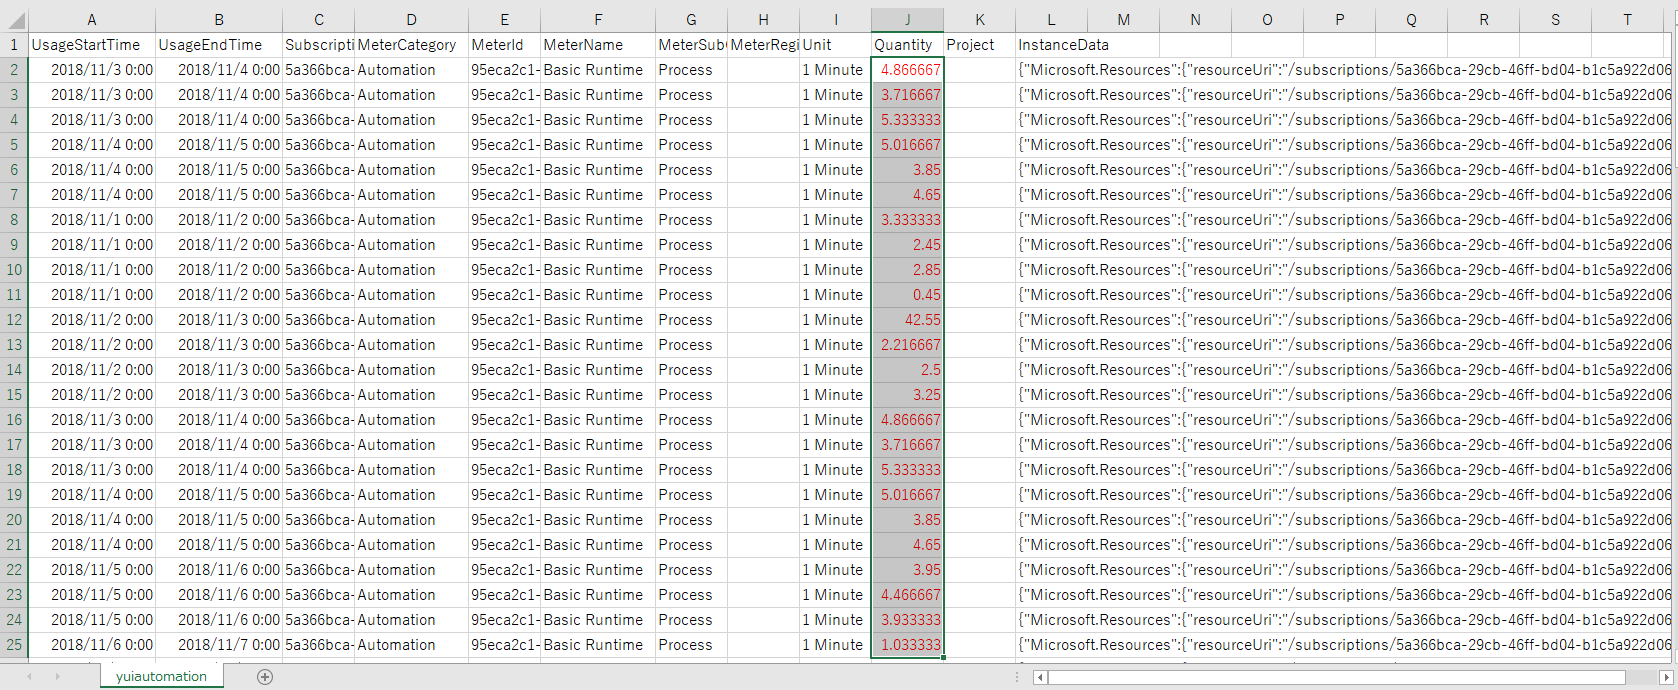 A B C D E F G H I J K L M N O P Q R S T
1 UsageStartTime UsageEndTime Subscripti MeterCategory MeterId MeterName MeterSub MeterRegi Unit Quantity Project InstanceData
2 2018/11/3 0:00 2018/11/4 0:00 5a366bca- Automation 95eca2c1- Basic Runtime Process 1 Minute 4.866667 {"Microsoft.Resources":{"resourceUri":"/subscriptions/5a366bca-29cb-46ff-bd04-b1c5a922d06
3 2018/11/3 0:00 2018/11/4 0:00 5a366bca- Automation 95eca2c1- Basic Runtime Process 1 Minute 3.716667 {"Microsoft.Resources":{"resourceUri":"/subscriptions/5a366bca-29cb-46ff-bd04-b1c5a922d06
4 2018/11/3 0:00 2018/11/4 0:00 5a366bca- Automation 95eca2c1- Basic Runtime Process 1 Minute 5.333333 {"Microsoft.Resources":{"resourceUri":"/subscriptions/5a366bca-29cb-46ff-bd04-b1c5a922d06
5 2018/11/4 0:00 2018/11/5 0:00 5a366bca- Automation 95eca2c1- Basic Runtime Process 1 Minute 5.016667 {"Microsoft.Resources":{"resourceUri":"/subscriptions/5a366bca-29cb-46ff-bd04-b1c5a922d06
6 2018/11/4 0:00 2018/11/5 0:00 5a366bca- Automation 95eca2c1- Basic Runtime Process 1 Minute 3.85 {"Microsoft.Resources":{"resourceUri":"/subscriptions/5a366bca-29cb-46ff-bd04-b1c5a922d06
7 2018/11/4 0:00 2018/11/5 0:00 5a366bca- Automation 95eca2c1- Basic Runtime Process 1 Minute 4.65 {"Microsoft.Resources":{"resourceUri":"/subscriptions/5a366bca-29cb-46ff-bd04-b1c5a922d06
8 2018/11/1 0:00 2018/11/2 0:00 5a366bca- Automation 95eca2c1- Basic Runtime Process 1 Minute 3.333333 {"Microsoft.Resources":{"resourceUri":"/subscriptions/5a366bca-29cb-46ff-bd04-b1c5a922d06
9 2018/11/1 0:00 2018/11/2 0:00 5a366bca- Automation 95eca2c1- Basic Runtime Process 1 Minute 2.45 {"Microsoft.Resources":{"resourceUri":"/subscriptions/5a366bca-29cb-46ff-bd04-b1c5a922d06
10 2018/11/1 0:00 2018/11/2 0:00 5a366bca- Automation 95eca2c1- Basic Runtime Process 1 Minute 2.85 {"Microsoft.Resources":{"resourceUri":"/subscriptions/5a366bca-29cb-46ff-bd04-b1c5a922d06
11 2018/11/1 0:00 2018/11/2 0:00 5a366bca- Automation 95eca2c1- Basic Runtime Process 1 Minute 0.45 {"Microsoft.Resources":{"resourceUri":"/subscriptions/5a366bca-29cb-46ff-bd04-b1c5a922d06
12 2018/11/2 0:00 2018/11/3 0:00 5a366bca- Automation 95eca2c1- Basic Runtime Process 1 Minute 42.55 {"Microsoft.Resources":{"resourceUri":"/subscriptions/5a366bca-29cb-46ff-bd04-b1c5a922d06
13 2018/11/2 0:00 2018/11/3 0:00 5a366bca- Automation 95eca2c1- Basic Runtime Process 1 Minute 2.216667 {"Microsoft.Resources":{"resourceUri":"/subscriptions/5a366bca-29cb-46ff-bd04-b1c5a922d06
14 2018/11/2 0:00 2018/11/3 0:00 5a366bca- Automation 95eca2c1- Basic Runtime Process 1 Minute 2.5 {"Microsoft.Resources":{"resourceUri":"/subscriptions/5a366bca-29cb-46ff-bd04-b1c5a922d06
15 2018/11/2 0:00 2018/11/3 0:00 5a366bca- Automation 95eca2c1- Basic Runtime Process 1 Minute 3.25 {"Microsoft.Resources":{"resourceUri":"/subscriptions/5a366bca-29cb-46ff-bd04-b1c5a922d06
16 2018/11/3 0:00 2018/11/4 0:00 5a366bca- Automation 95eca2c1- Basic Runtime Process 1 Minute 4.866667 {"Microsoft.Resources":{"resourceUri":"/subscriptions/5a366bca-29cb-46ff-bd04-b1c5a922d06
17 2018/11/3 0:00 2018/11/4 0:00 5a366bca- Automation 95eca2c1- Basic Runtime Process 1 Minute 3.716667 {"Microsoft.Resources":{"resourceUri":"/subscriptions/5a366bca-29cb-46ff-bd04-b1c5a922d06
18 2018/11/3 0:00 2018/11/4 0:00 5a366bca- Automation 95eca2c1- Basic Runtime Process 1 Minute 5.333333 {"Microsoft.Resources":{"resourceUri":"/subscriptions/5a366bca-29cb-46ff-bd04-b1c5a922d06
19 2018/11/4 0:00 2018/11/5 0:00 5a366bca- Automation 95eca2c1- Basic Runtime Process 1 Minute 5.016667 {"Microsoft.Resources":{"resourceUri":"/subscriptions/5a366bca-29cb-46ff-bd04-b1c5a922d06
20 2018/11/4 0:00 2018/11/5 0:00 5a366bca- Automation 95eca2c1- Basic Runtime Process 1 Minute 3.85 {"Microsoft.Resources":{"resourceUri":"/subscriptions/5a366bca-29cb-46ff-bd04-b1c5a922d06
21 2018/11/4 0:00 2018/11/5 0:00 5a366bca- Automation 95eca2c1- Basic Runtime Process 1 Minute 4.65 {"Microsoft.Resources":{"resourceUri":"/subscriptions/5a366bca-29cb-46ff-bd04-b1c5a922d06
22 2018/11/5 0:00 2018/11/6 0:00 5a366bca- Automation 95eca2c1- Basic Runtime Process 1 Minute 3.95 {"Microsoft.Resources":{"resourceUri":"/subscriptions/5a366bca-29cb-46ff-bd04-b1c5a922d06
23 2018/11/5 0:00 2018/11/6 0:00 5a366bca- Automation 95eca2c1- Basic Runtime Process 1 Minute 4.466667 {"Microsoft.Resources":{"resourceUri":"/subscriptions/5a366bca-29cb-46ff-bd04-b1c5a922d06
24 2018/11/5 0:00 2018/11/6 0:00 5a366bca- Automation 95eca2c1- Basic Runtime Process 1 Minute 3.933333 {"Microsoft.Resources":{"resourceUri":"/subscriptions/5a366bca-29cb-46ff-bd04-b1c5a922d06
25 2018/11/6 0:00 2018/11/7 0:00 5a366bca- Automation 95eca2c1- Basic Runtime Process 1 Minute 1.033333 {"Microsoft.Resources":{"resourceUri":"/subscriptions/5a366bca-29cb-46ff-bd04-b1c5a922d06
yuiautomation